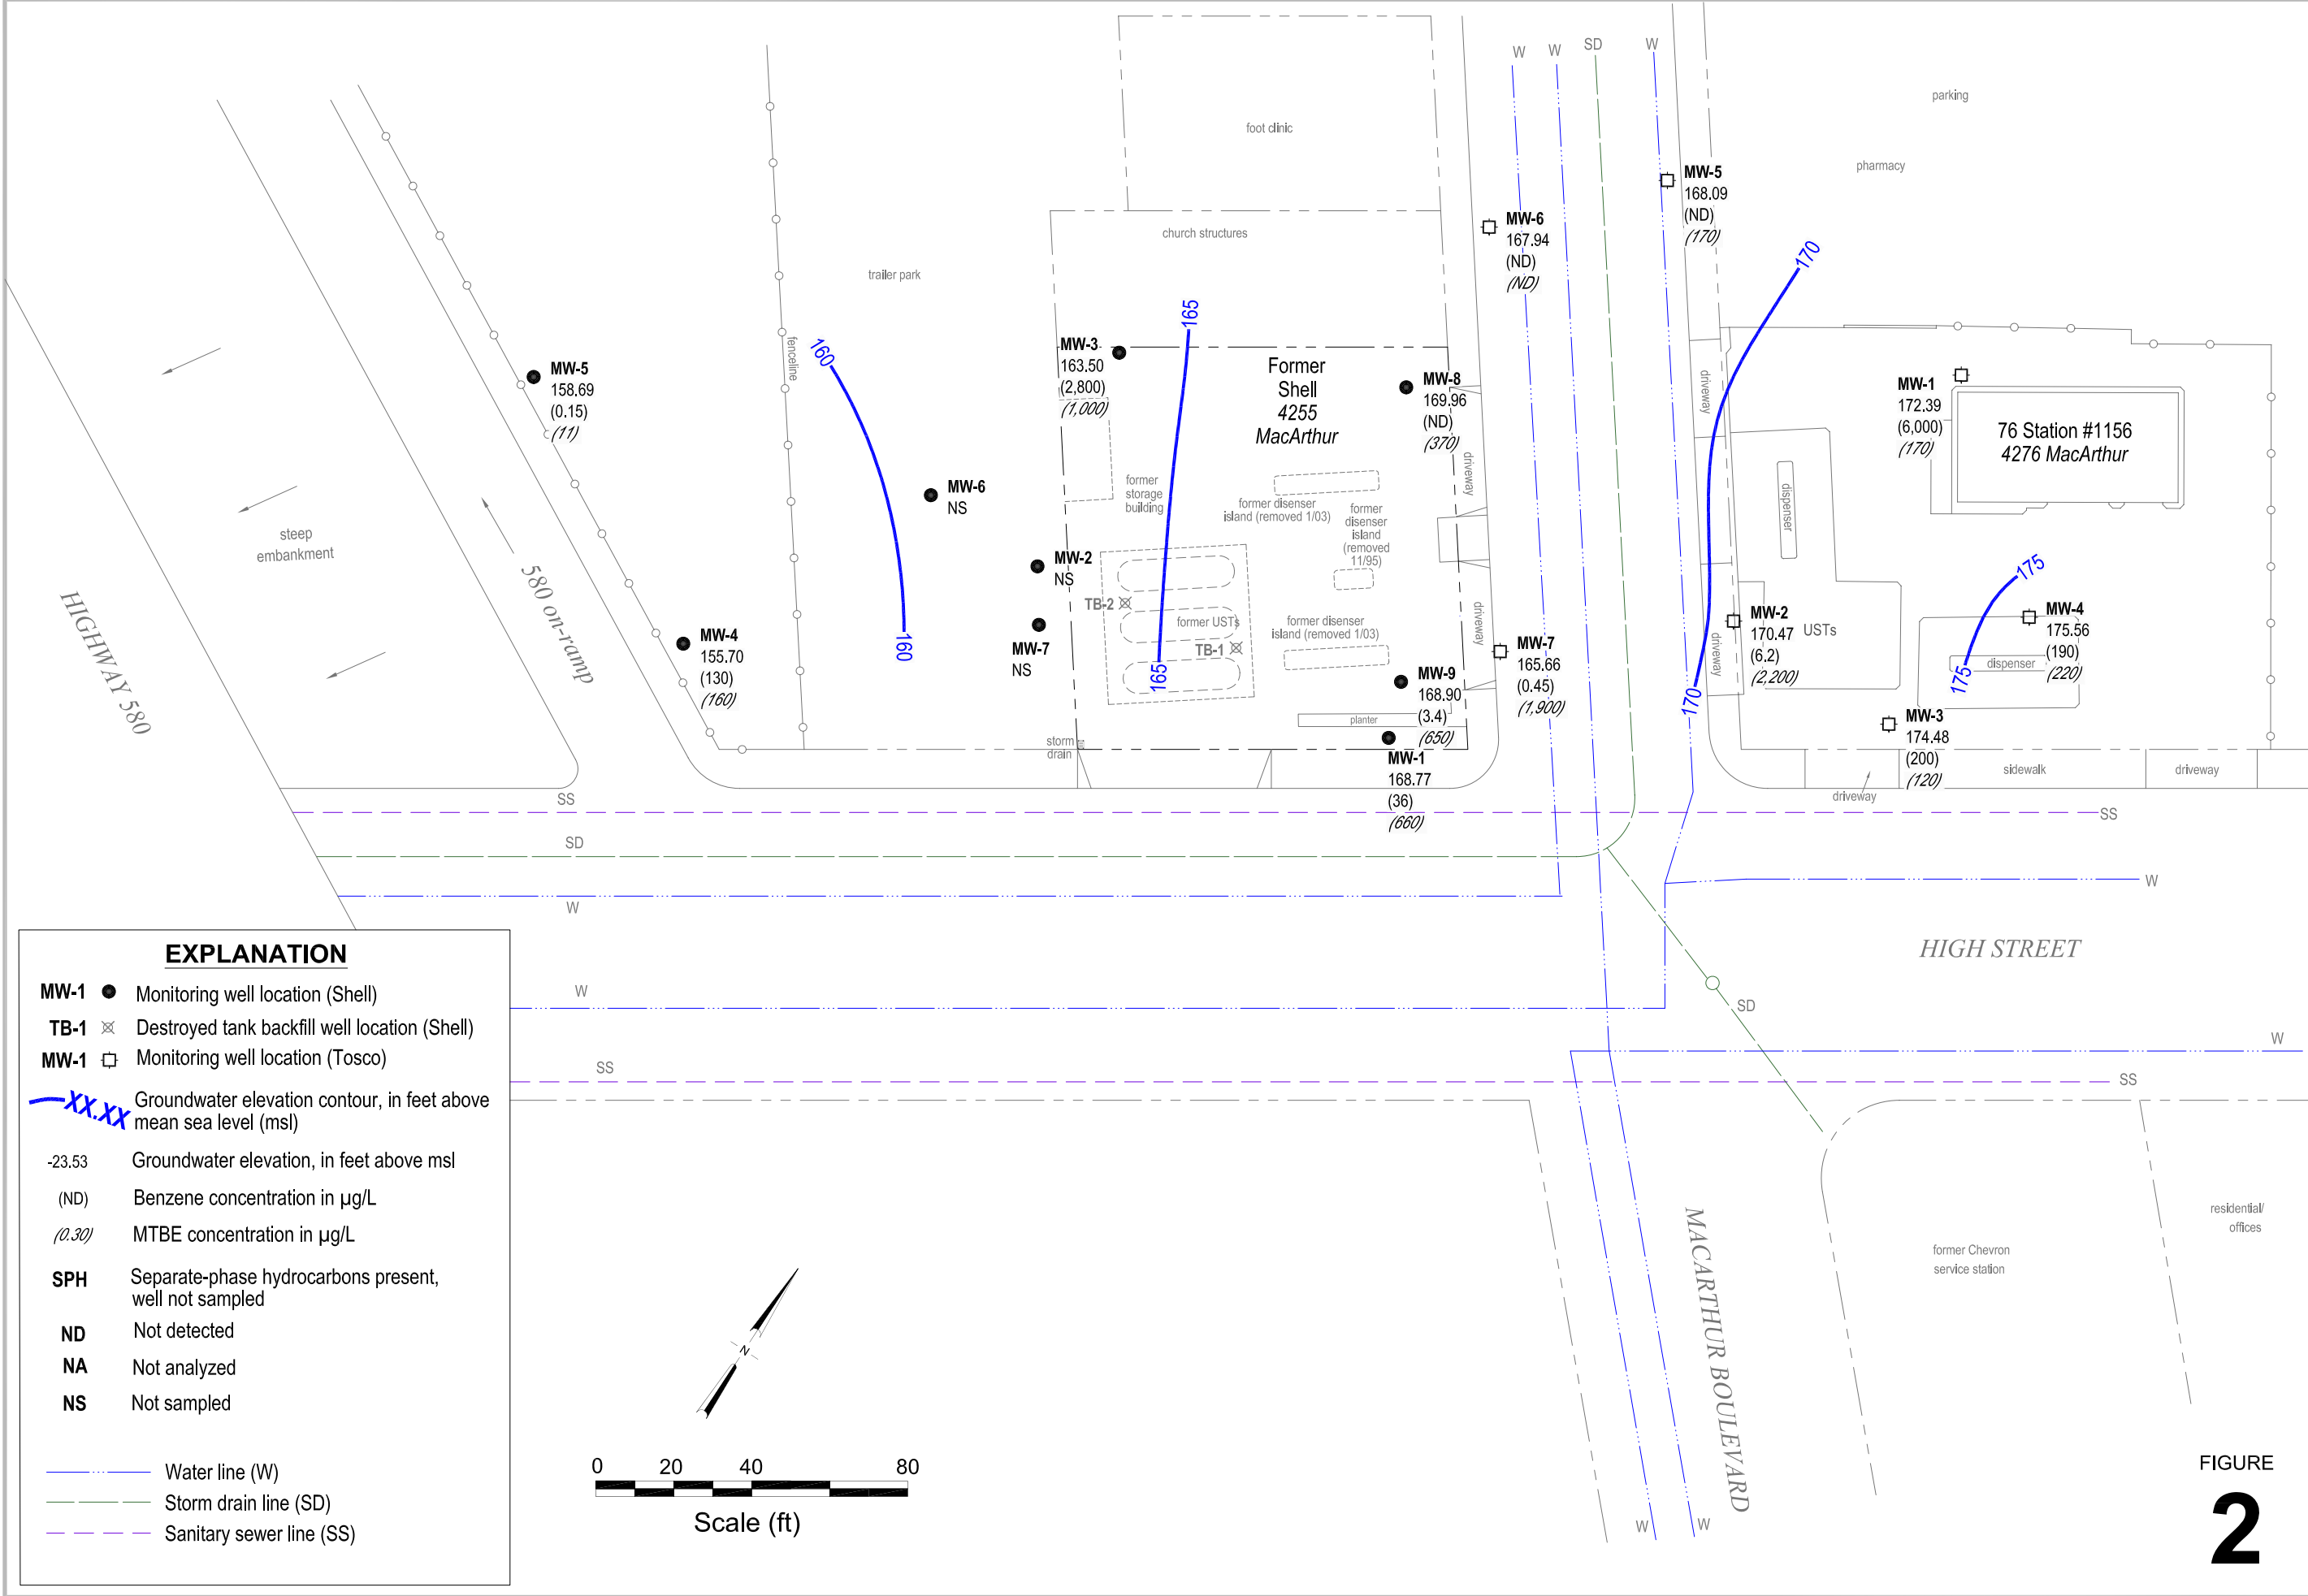 W
W
SD
W
parking
foot clinic
pharmacy
MW-5
168.09
(ND)
(170)
MW-6
167.94
(ND)
(ND)
church structures
trailer park
170
165
160
fenceline
MW-3
163.50
(2,800)
(1,000)
Former
Shell
4255
MacArthur
MW-8
169.96
(ND)
(370)
MW-5
158.69
(0.15)
(11)
driveway
MW-1
172.39
(6,000)
(170)
76 Station #1156
4276 MacArthur
driveway
MW-6
NS
former
storage
building
former disenser
island (removed 1/03)
former
disenser
island
(removed
11/95)
dispenser
steep
embankment
580 on-ramp
HIGHWAY 580
MW-2
NS
TB-2
former USTs
TB-1
former disenser
island (removed 1/03)
driveway
MW-7
NS
MW-4
155.70
(130)
(160)
160
165
MW-7
165.66
(0.45)
(1,900)
MW-9
168.90
(3.4)
(650)
planter
170
driveway
MW-2
170.47
(6.2)
(2,200)
USTs
175
MW-4
175.56
(190)
(220)
dispenser
175
MW-3
174.48
(200)
(120)
storm
drain
MW-1
168.77
(36)
(660)
sidewalk
driveway
driveway
SS
SS
SD
W
W
HIGH STREET
W
SD
W
SS
SS
MACARTHUR BOULEVARD
former Chevron
service station
residential/
offices
W
W
EXPLANATION
MW-1 Monitoring well location (Shell)
TB-1 Destroyed tank backfill well location (Shell)
MW-1 Monitoring well location (Tosco)
XX.XX Groundwater elevation contour, in feet above
mean sea level (msl)
-23.53 Groundwater elevation, in feet above msl
(ND) Benzene concentration in µg/L
(0.30) MTBE concentration in µg/L
SPH Separate-phase hydrocarbons present,
well not sampled
ND Not detected
NA Not analyzed
NS Not sampled
Water line (W)
Storm drain line (SD)
Sanitary sewer line (SS)
N
0 20 40 80
Scale (ft)
FIGURE
2